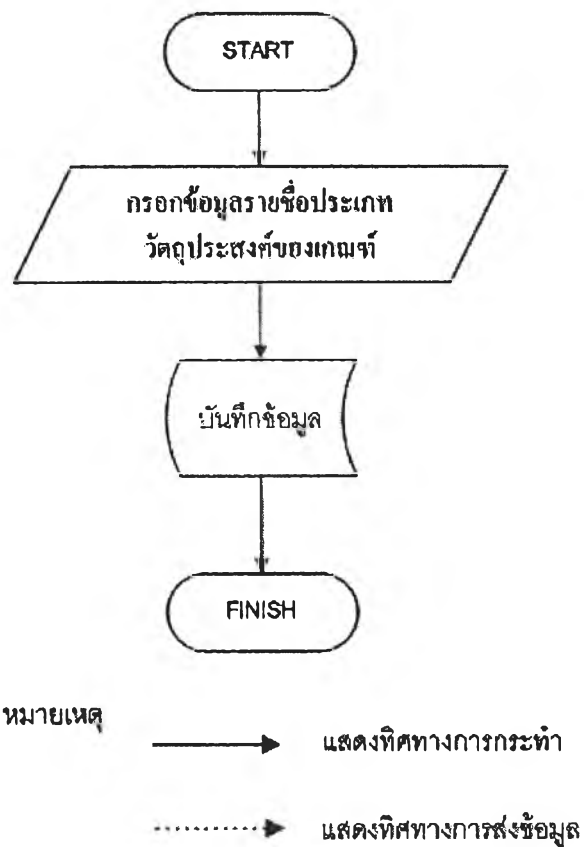 START
กรอกข้อมูลรายชื่อประเภท
วัตถุประสงค์ของเกณฑ์
บันทึกข้อมูล
FINISH
หมายเหตุ
แสดงทิศทางการกระทำ
แสดงทิศทางการส่งข้อมูล